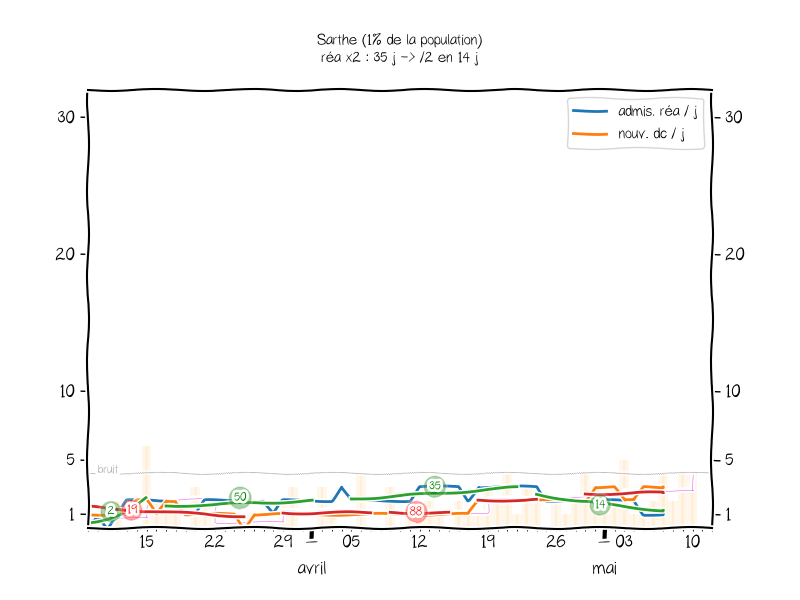 Sarthe (1% de la population)
réa x2 : 35 j -> /2 en 14 j
admis. réa / j
nouv. dc / j
30 30
20 20
10 10
5 5
bruit
1 1
2 19 50 88 35 14
15 22 29 05 12 19 26 03 10
avril mai